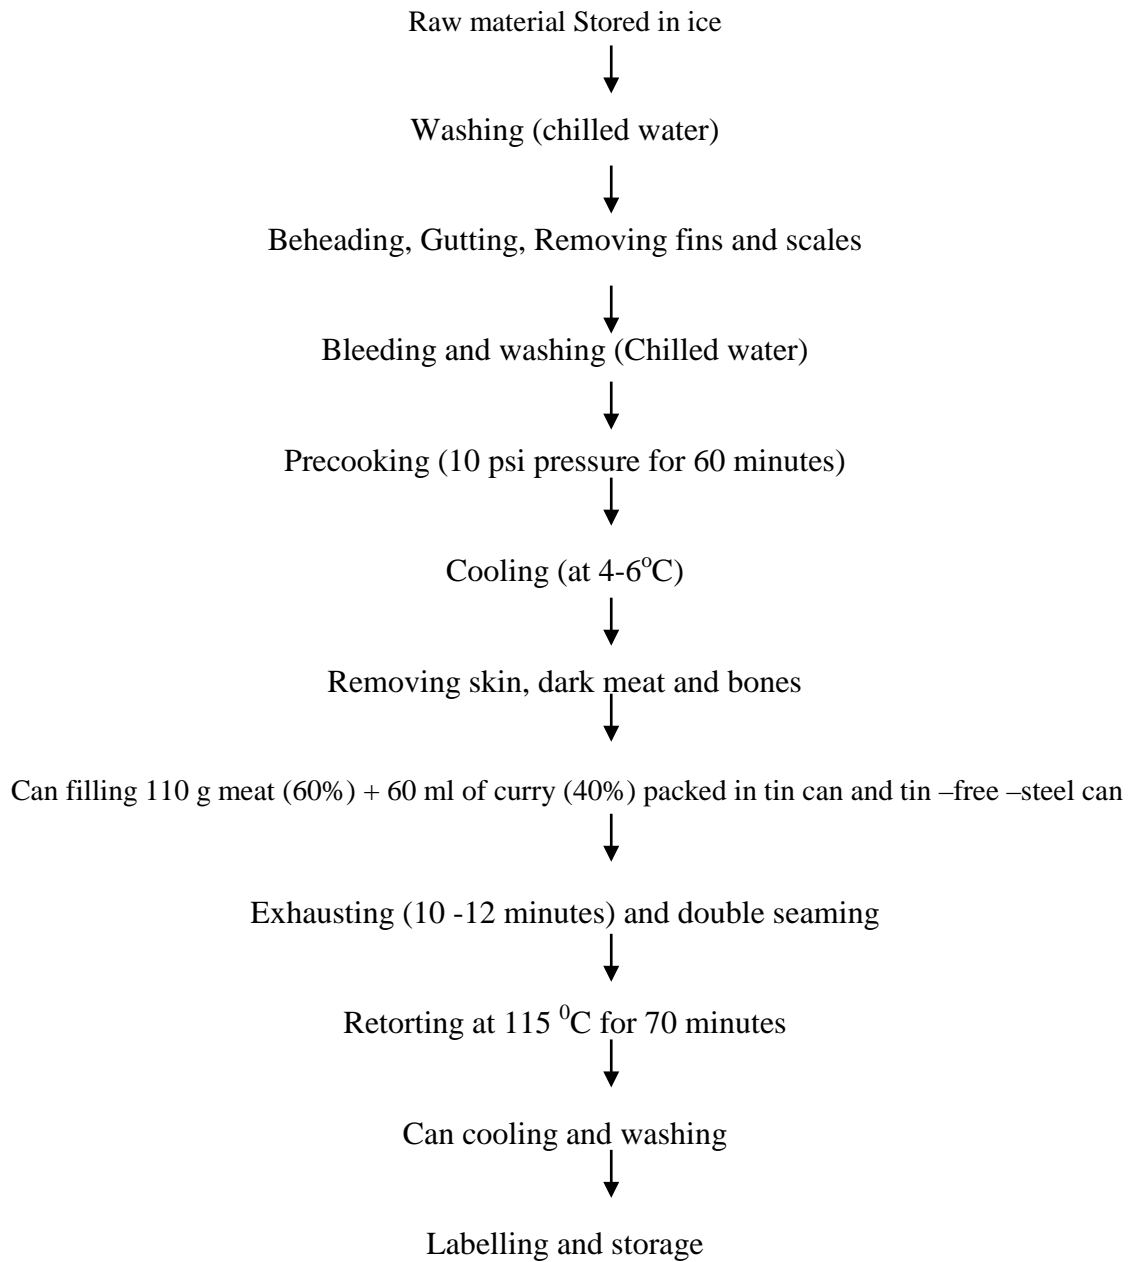 Raw material Stored in ice
Washing (chilled water)
Beheading, Gutting, Removing fins and scales
Bleeding and washing (Chilled water)
Precooking (10 psi pressure for 60 minutes)
Cooling (at 4-6°C)
Removing skin, dark meat and bones
Can filling 110 g meat (60%) + 60 ml of curry (40%) packed in tin can and tin –free –steel can
Exhausting (10 -12 minutes) and double seaming
Retorting at 115 ⁰C for 70 minutes
Can cooling and washing
Labelling and storage